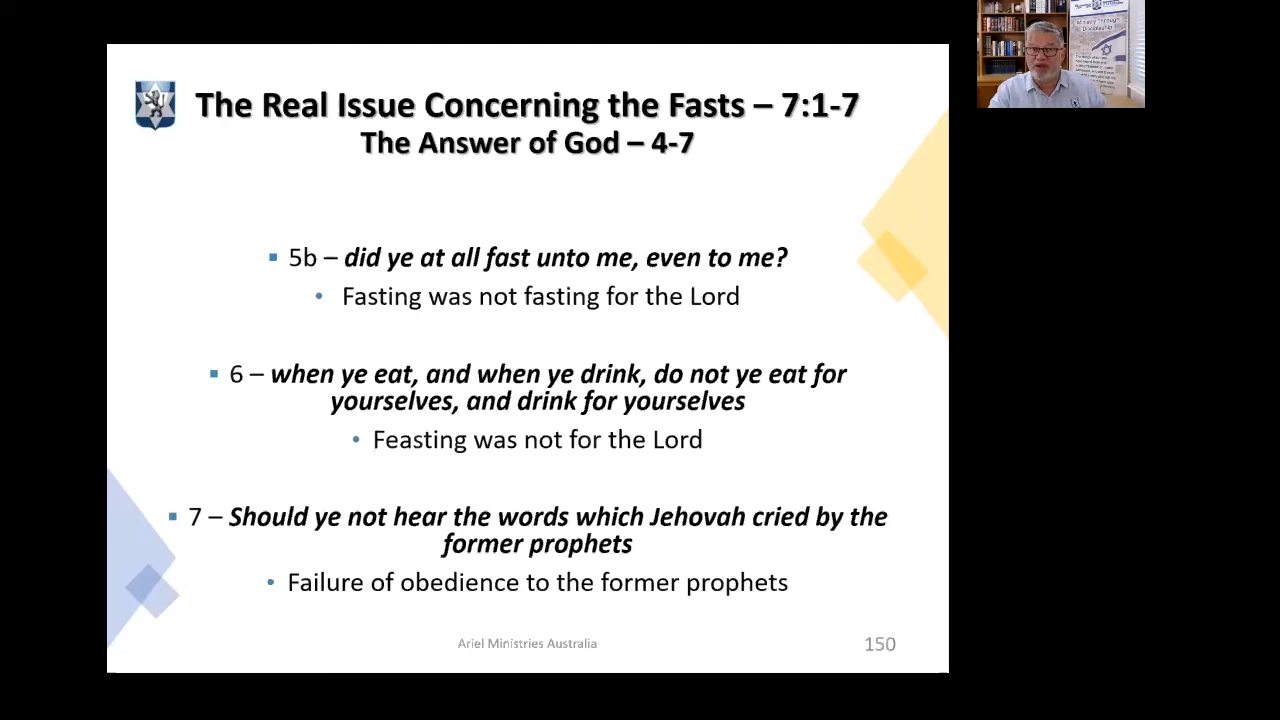 The Real Issue Concerning the Fasts – 7:1-7
The Answer of God – 4-7
▪ 5b – did ye at all fast unto me, even to me?
• Fasting was not fasting for the Lord
▪ 6 – when ye eat, and when ye drink, do not ye eat for
yourselves, and drink for yourselves
• Feasting was not for the Lord
▪ 7 – Should ye not hear the words which Jehovah cried by the
former prophets
• Failure of obedience to the former prophets
Ariel Ministries Australia
150
Ministry Through
Discipleship